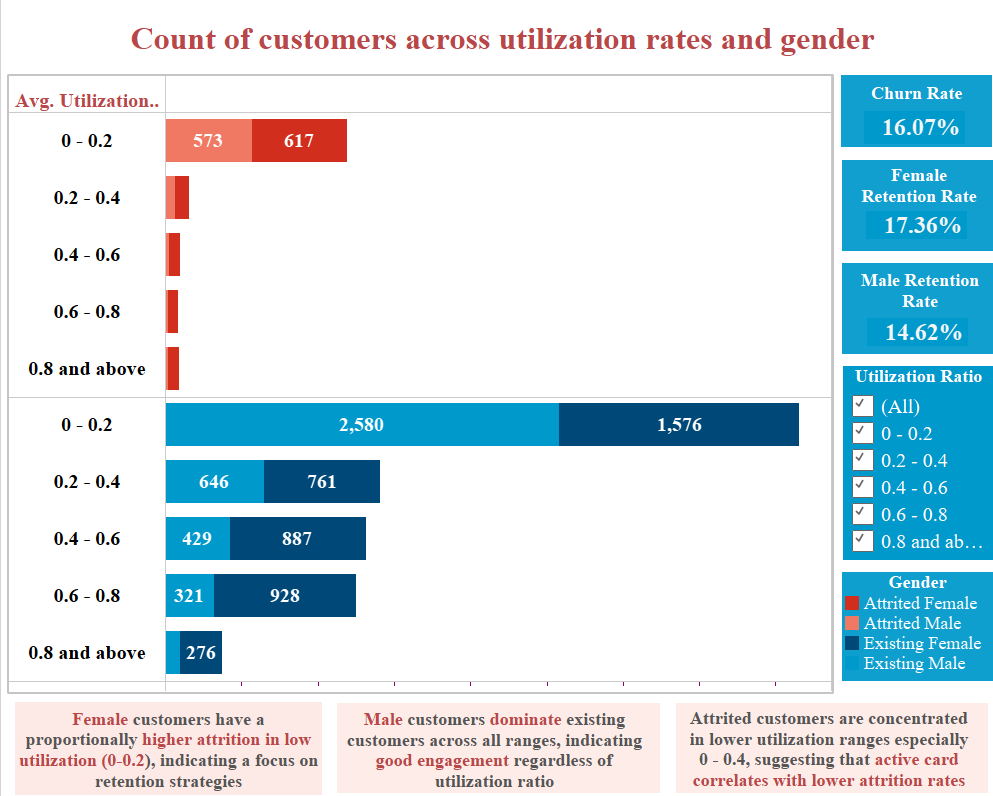 Count of customers across utilization rates and gender
Avg. Utilization..
0 - 0.2
573
617
0.2 - 0.4
0.4 - 0.6
0.6 - 0.8
0.8 and above
0 - 0.2
2,580
1,576
0.2 - 0.4
646
761
0.4 - 0.6
429
887
0.6 - 0.8
321
928
0.8 and above
276
Churn Rate
16.07%
Female
Retention Rate
17.36%
Male Retention
Rate
14.62%
Utilization Ratio
(All)
0 - 0.2
0.2 - 0.4
0.4 - 0.6
0.6 - 0.8
0.8 and ab...
Gender
Attrited Female
Attrited Male
Existing Female
Existing Male
Female customers have a
proportionally higher attrition in low
utilization (0-0.2), indicating a focus on
retention strategies
Male customers dominate existing
customers across all ranges, indicating
good engagement regardless of
utilization ratio
Attrited customers are concentrated
in lower utilization ranges especially
0 - 0.4, suggesting that active card
correlates with lower attrition rates